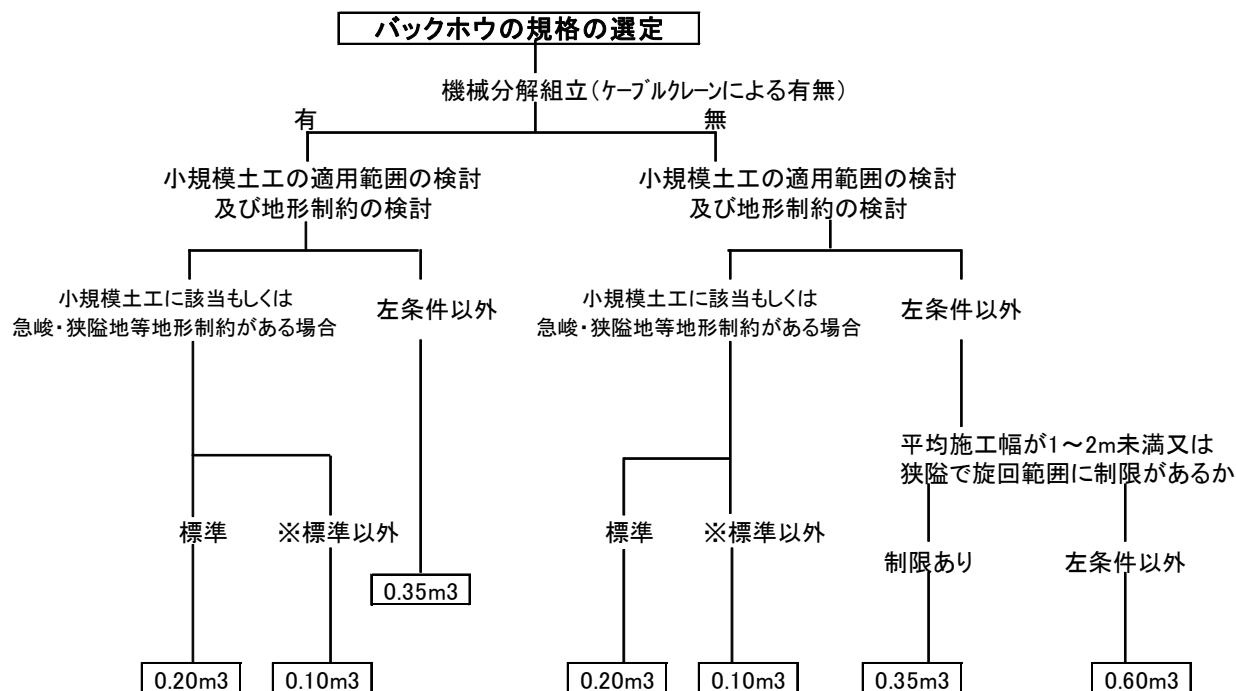 バックホウの規格の選定
機械分解組立（ケーブルクレーンによる有無）
有
無
小規模土工の適用範囲の検討
及び地形制約の検討
小規模土工の適用範囲の検討
及び地形制約の検討
小規模土工に該当もしくは
急峻・狭隘地等地形制約がある場合
左条件以外
小規模土工に該当もしくは
急峻・狭隘地等地形制約がある場合
左条件以外
平均施工幅が1～2m未満又は
狭隘で旋回範囲に制限があるか
標準
※標準以外
標準
※標準以外
制限あり
左条件以外
0.35m3
0.20m3
0.10m3
0.20m3
0.10m3
0.35m3
0.60m3